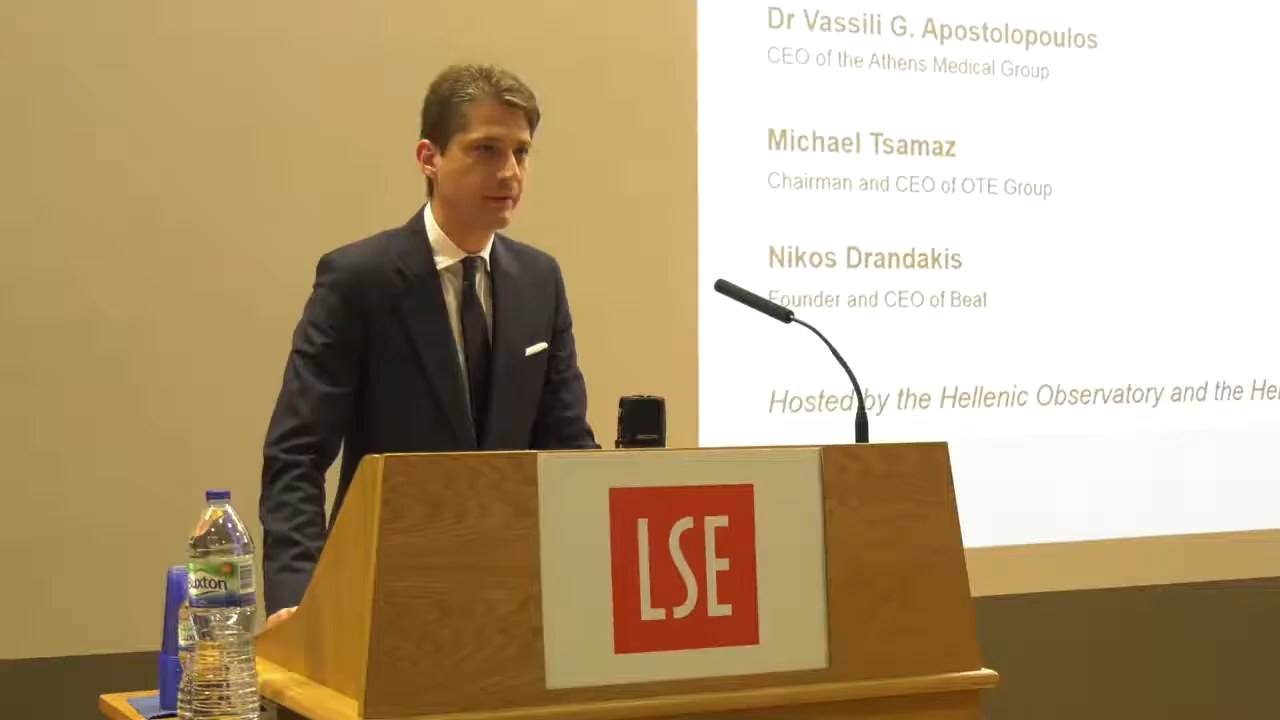 Dr Vassili G. Apostolopoulos
CEO of the Athens Medical Group
Michael Tsamaz
Chairman and CEO of OTE Group
Nikos Drandakis
Founder and CEO of Beat
Hosted by the Hellenic Observatory and the
LSE
Buxton